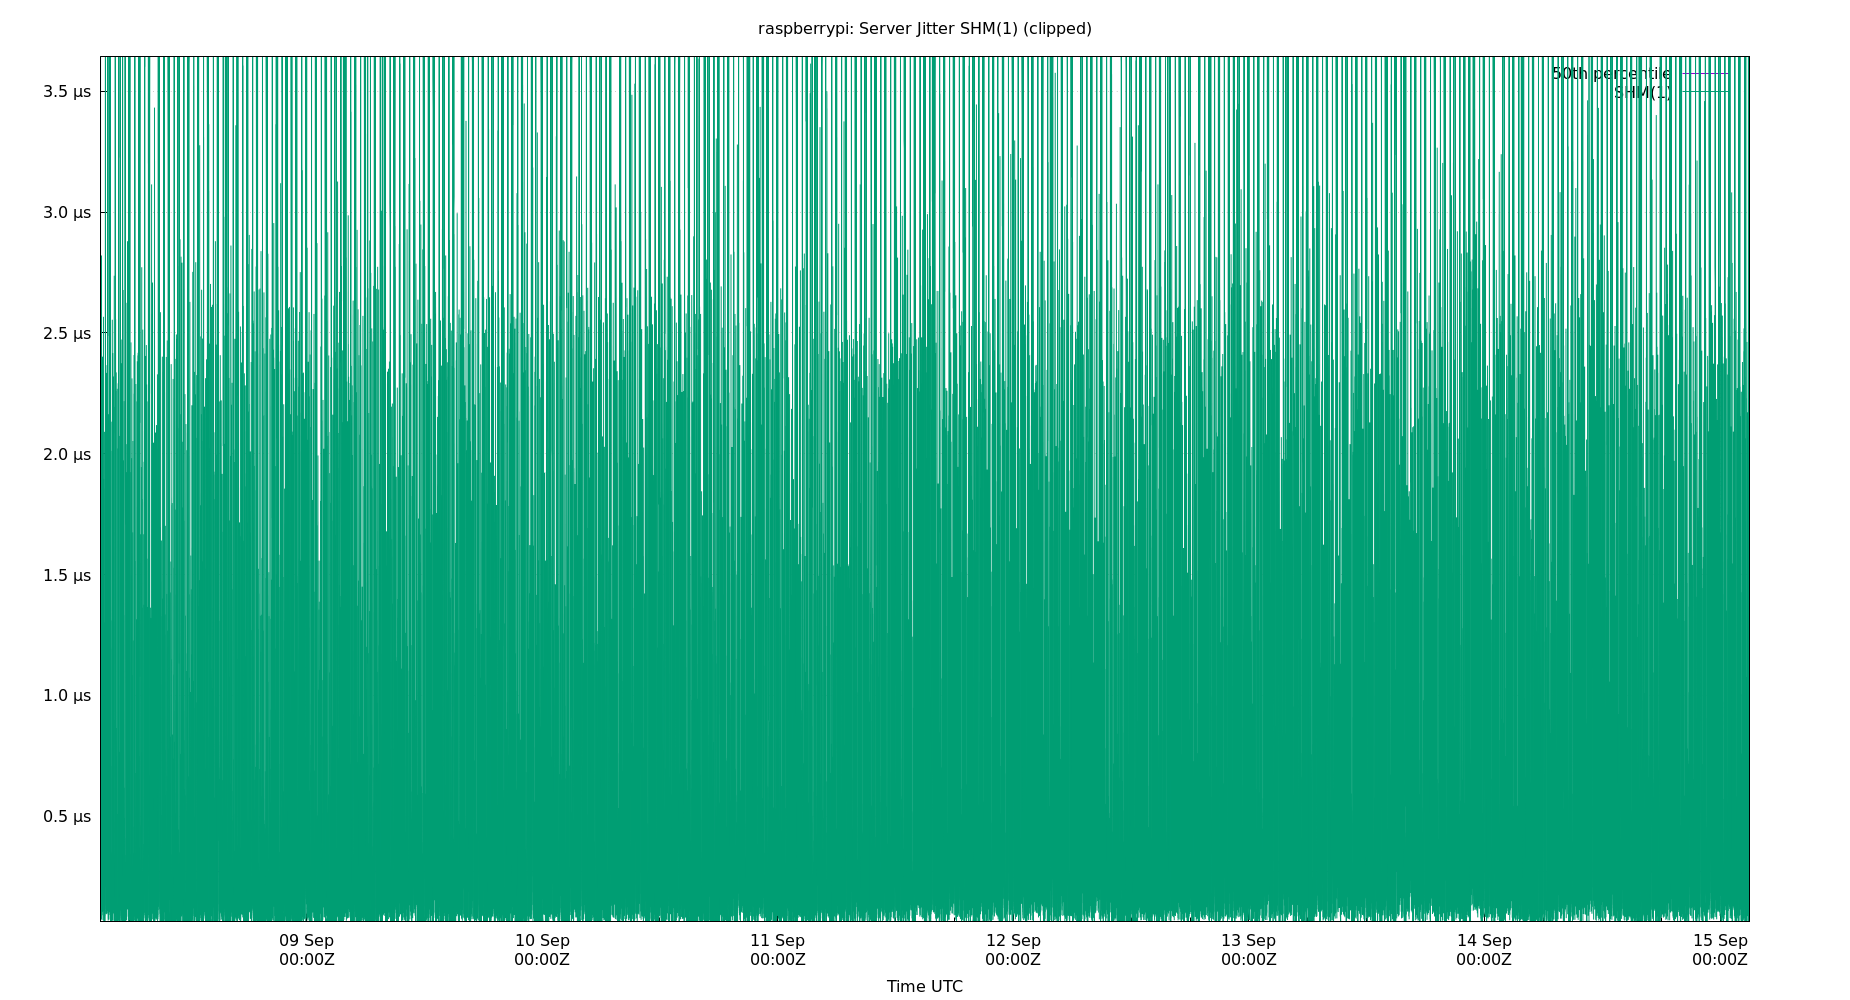 raspberrypi: Server Jitter SHM(1) (clipped)
50th percentile
SHM(1)
3.5 µs
3.0 µs
2.5 µs
2.0 µs
1.5 µs
1.0 µs
0.5 µs
09 Sep 10 Sep 11 Sep 12 Sep 13 Sep 14 Sep 15 Sep
00:00Z 00:00Z 00:00Z 00:00Z 00:00Z 00:00Z 00:00Z
Time UTC